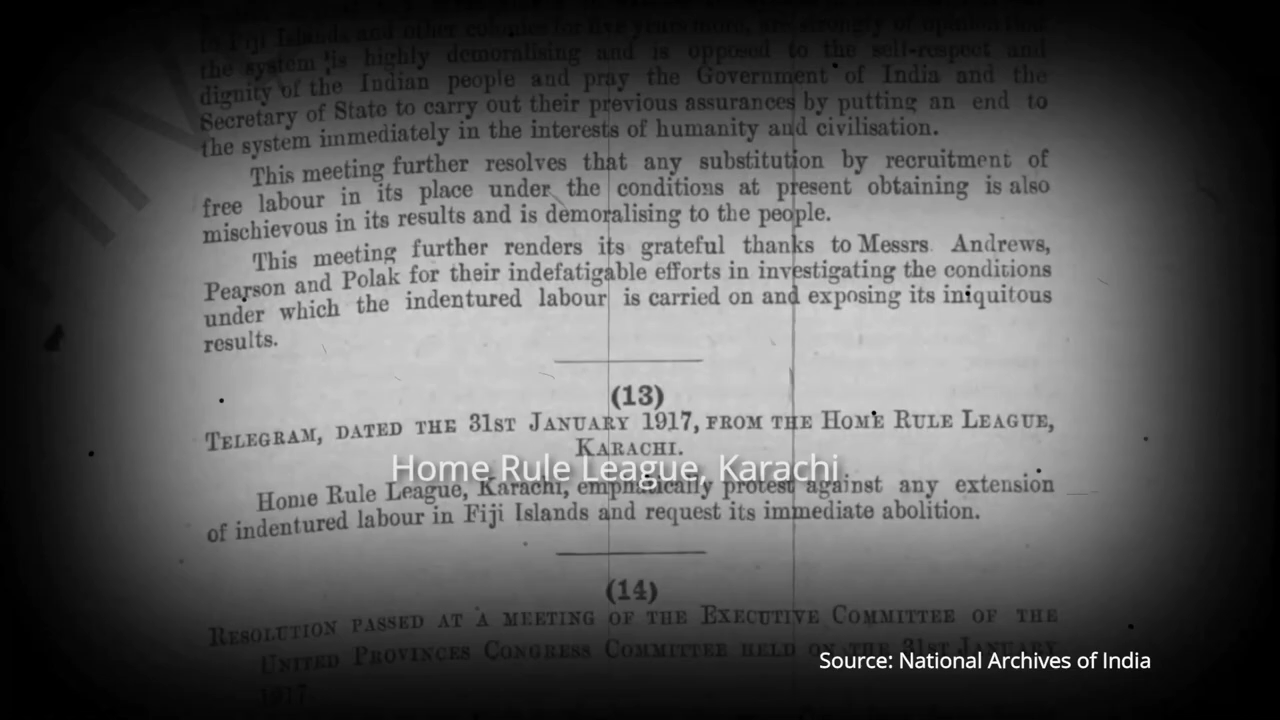 to Fiji Islands and other colonies for five years more, are strongly of opinion that
the system is highly demoralising and is opposed to the self-respect and
dignity of the Indian people and pray the Government of India and the
Secretary of State to carry out their previous assurances by putting an end to
the system immediately in the interests of humanity and civilisation.
This meeting further resolves that any substitution by recruitment of
free labour in its place under the conditions at present obtaining is also
mischievous in its results and is demoralising to the people.
This meeting further renders its grateful thanks to Messrs. Andrews,
Pearson and Polak for their indefatigable efforts in investigating the conditions
under which the indentured labour is carried on and exposing its iniquitous
results.
(13)
TELEGRAM, DATED THE 31ST JANUARY 1917, FROM THE HOME RULE LEAGUE,
KARACHI.
Home Rule League, Karachi
Home Rule League, Karachi, emphatically protest against any extension
of indentured labour in Fiji Islands and request its immediate abolition.
(14)
RESOLUTION PASSED AT A MEETING OF THE EXECUTIVE COMMITTEE OF THE
UNITED PROVINCES CONGRESS COMMITTEE HELD ON THE 31ST JANUARY
1917.
Source: National Archives of India